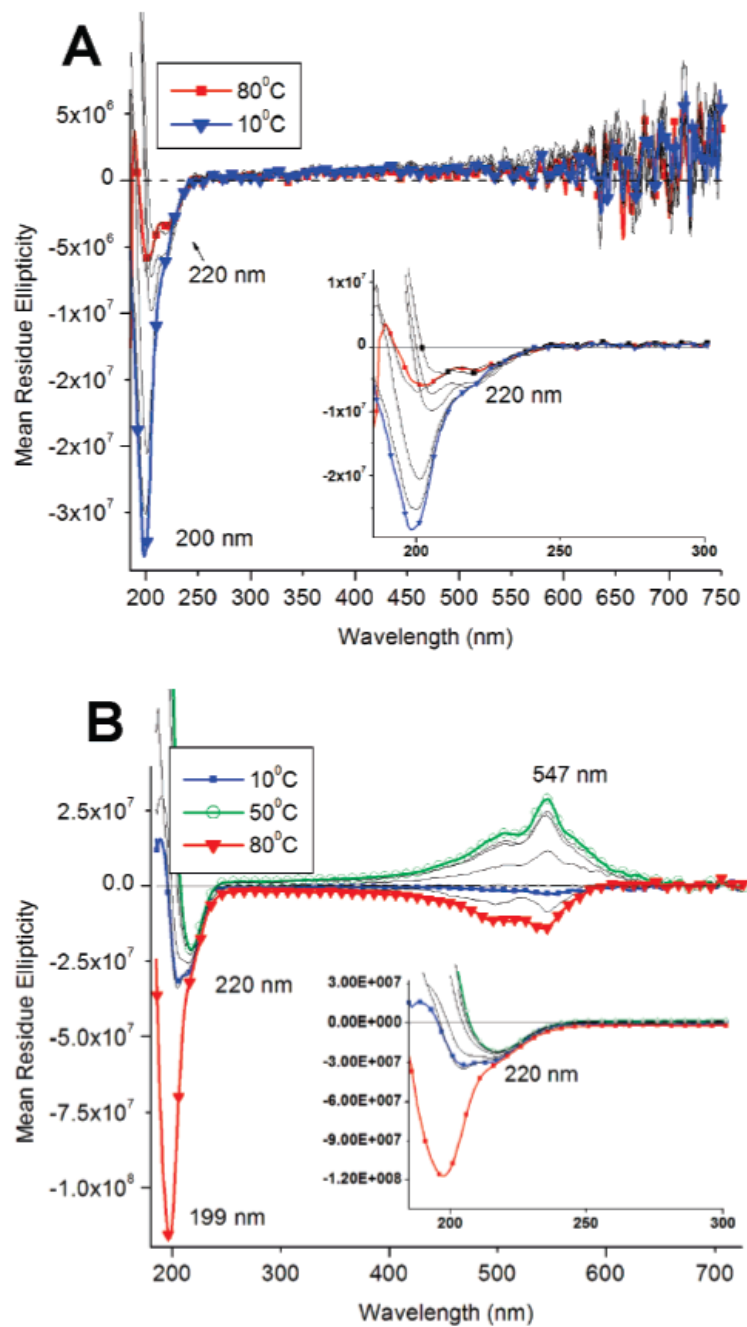 A
80⁰C
10⁰C
5x10⁶
0
-5x10⁶
-1x10⁷
-2x10⁷
-2x10⁷
-3x10⁷
Mean Residue Ellipticity
220 nm
200 nm
1x10⁷
0
-1x10⁷
-2x10⁷
220 nm
200 250 300
200 250 300 350 400 450 500 550 600 650 700 750
Wavelength (nm)
B
10⁰C
50⁰C
80⁰C
547 nm
2.5x10⁷
0.0
-2.5x10⁷
-5.0x10⁷
-7.5x10⁷
-1.0x10⁸
Mean Residue Ellipticity
220 nm
199 nm
3.00E+007
0.00E+000
-3.00E+007
-6.00E+007
-9.00E+007
-1.20E+008
220 nm
200 250 300
200 300 400 500 600 700
Wavelength (nm)